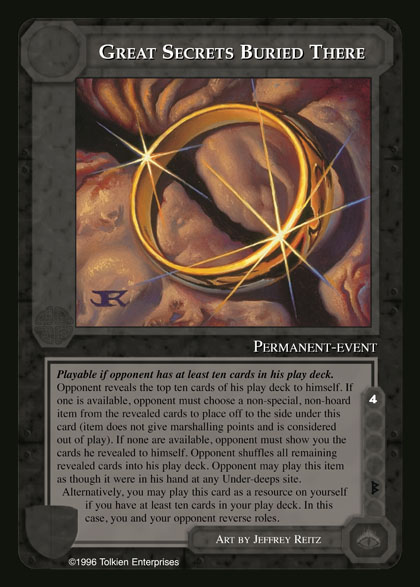 Great Secrets Buried There
JR
Permanent-event
Playable if opponent has at least ten cards in his play deck.
Opponent reveals the top ten cards of his play deck to himself. If
one is available, opponent must choose a non-special, non-hoard
item from the revealed cards to place off to the side under this
card (item does not give marshalling points and is considered
out of play). If none are available, opponent must show you the
cards he revealed to himself. Opponent shuffles all remaining
revealed cards into his play deck. Opponent may play this item
as though it were in his hand at any Under-deeps site.
Alternatively, you may play this card as a resource on yourself
if you have at least ten cards in your play deck. In this
case, you and your opponent reverse roles.
4
Art by Jeffrey Reitz
©1996 Tolkien Enterprises